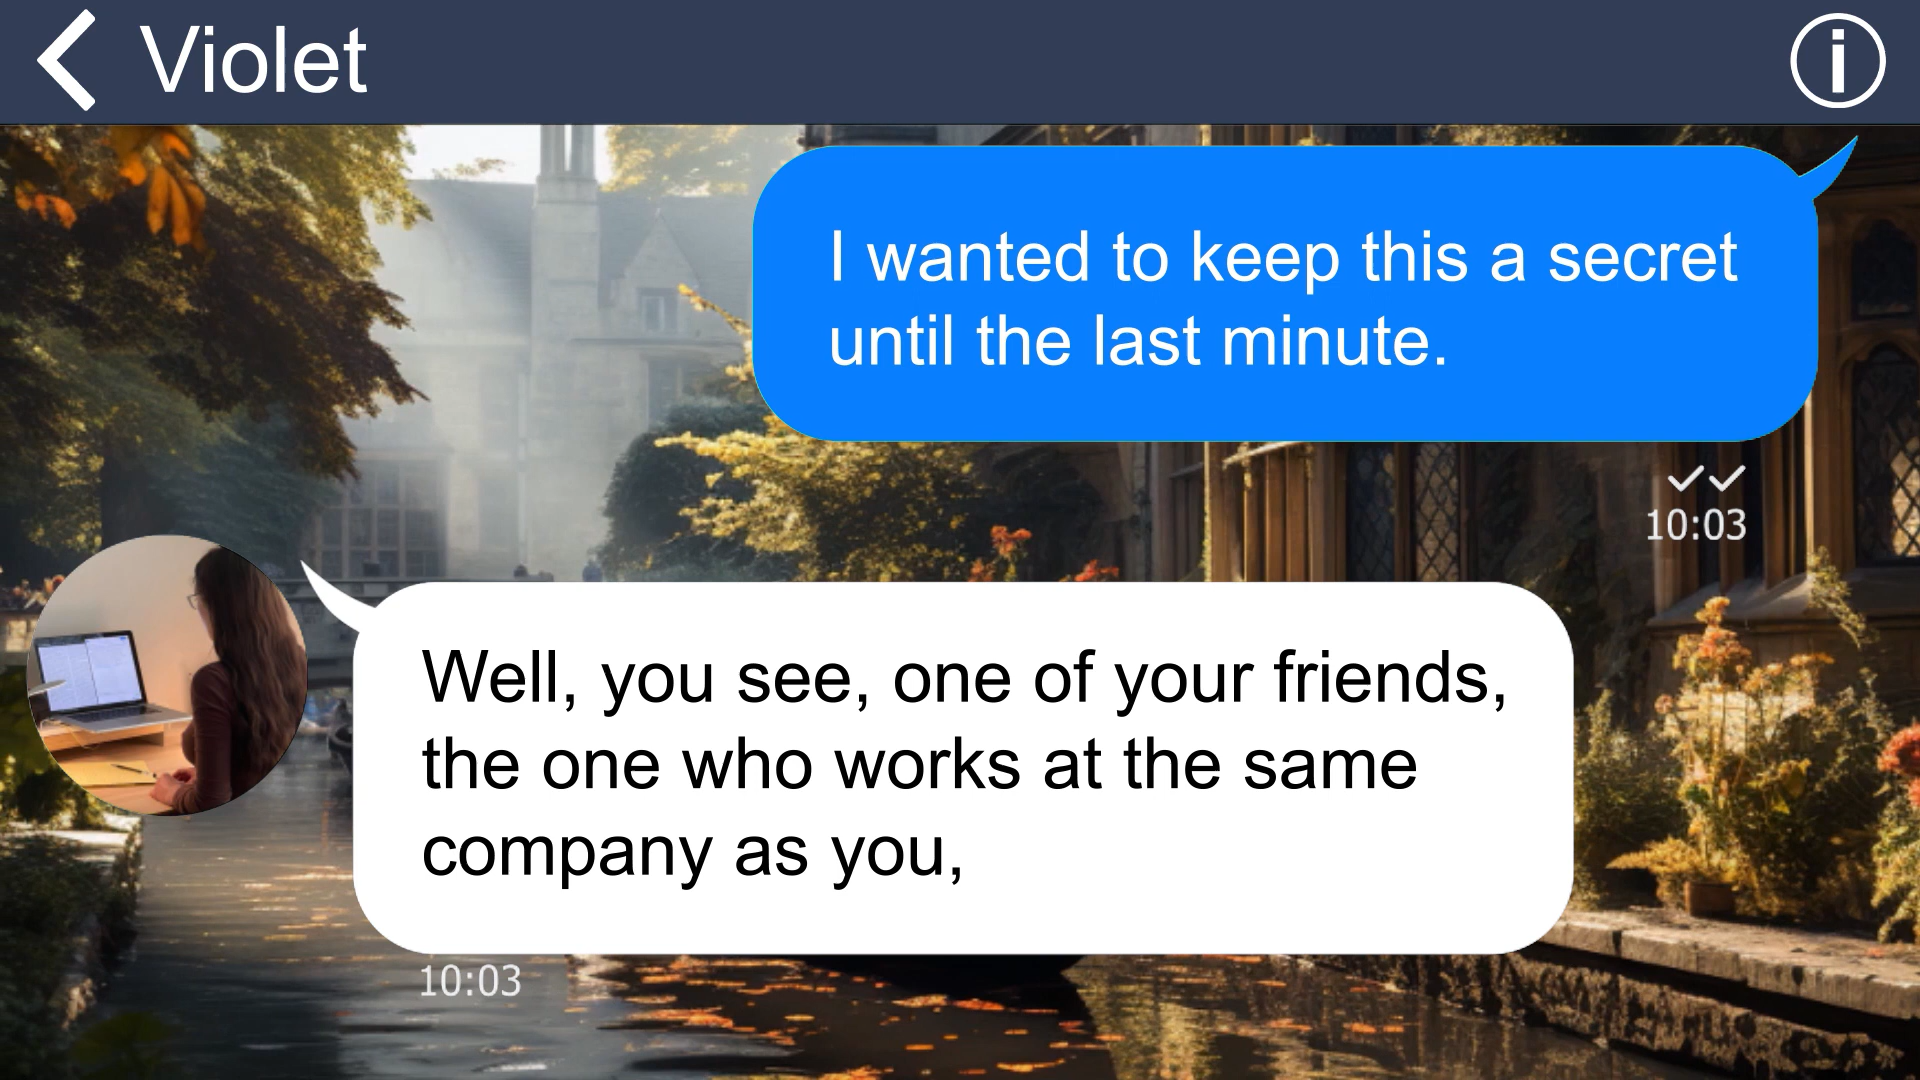 Violet
I wanted to keep this a secret
until the last minute.
10:03
Well, you see, one of your friends,
the one who works at the same
company as you,
10:03